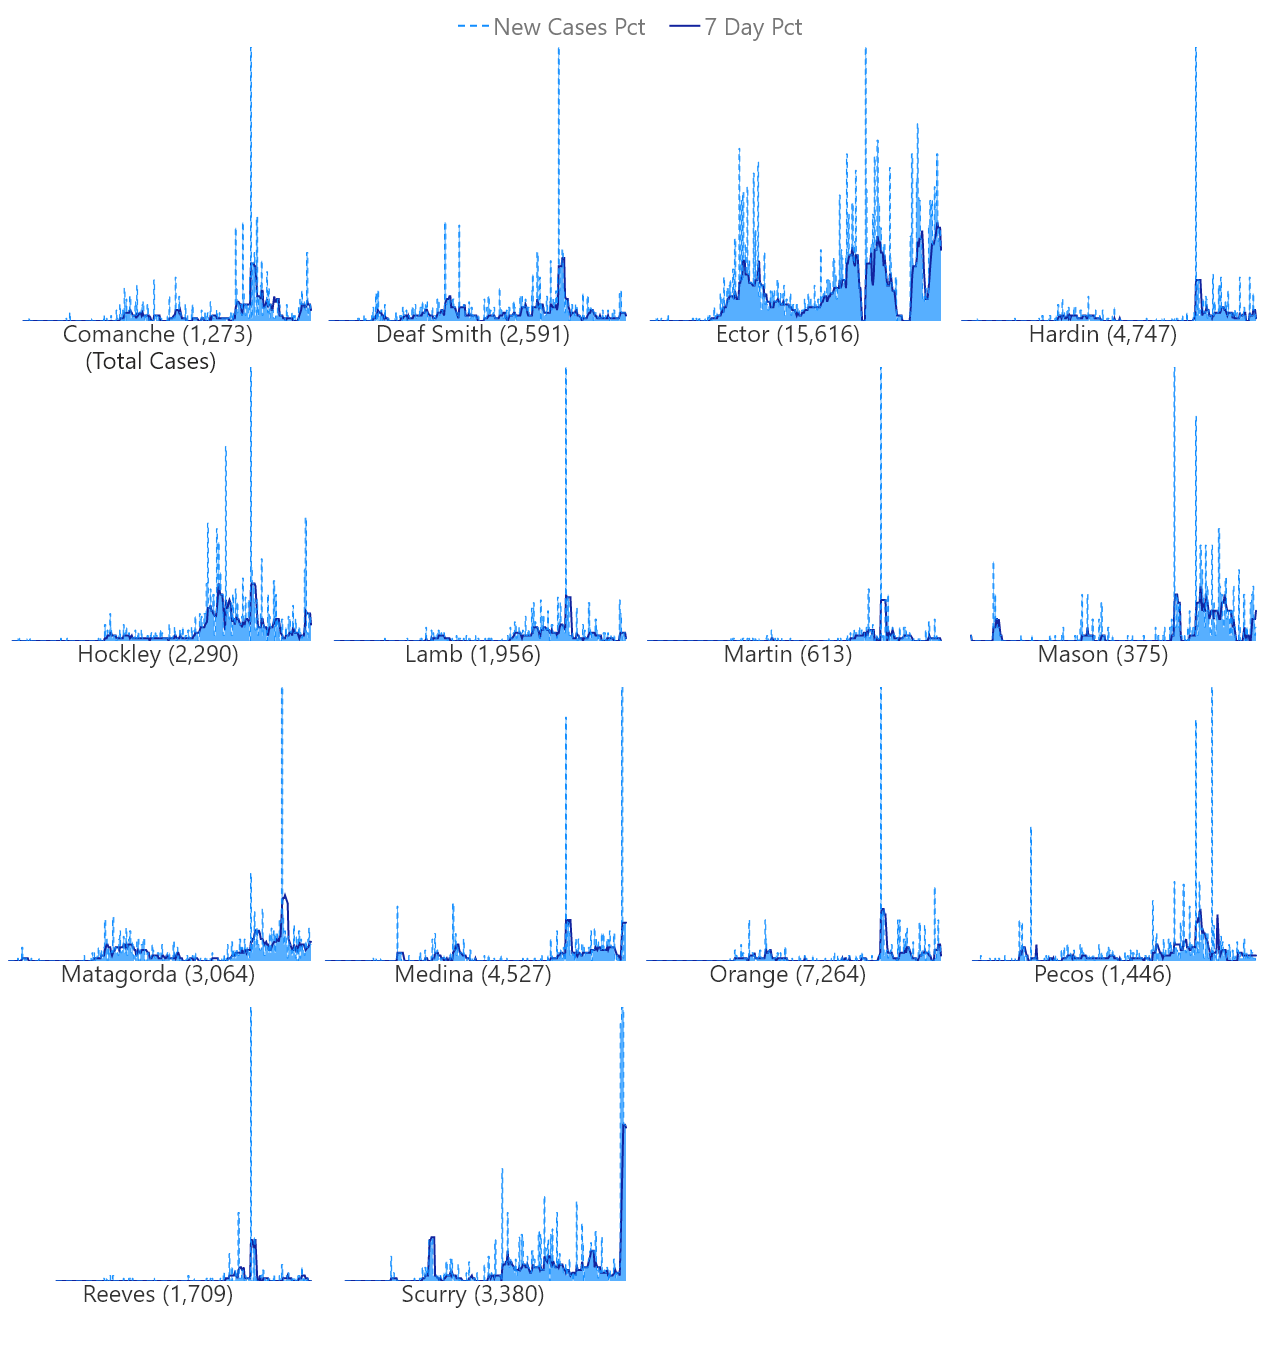 New Cases Pct 7 Day Pct
Comanche (1,273) Deaf Smith (2,591) Ector (15,616) Hardin (4,747)
(Total Cases)
Hockley (2,290) Lamb (1,956) Martin (613) Mason (375)
Matagorda (3,064) Medina (4,527) Orange (7,264) Pecos (1,446)
Reeves (1,709) Scurry (3,380)